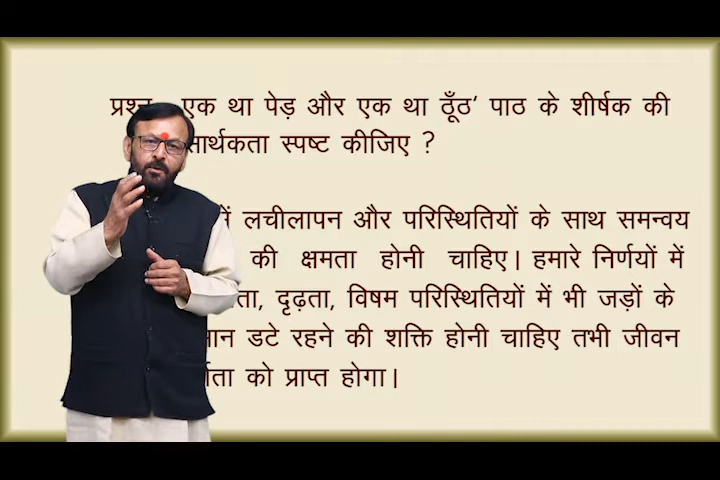 प्रश्न एक था पेड़ और एक था ठूँठ’ पाठ के शीर्षक की
सार्थकता स्पष्ट कीजिए ?
में लचीलापन और परिस्थितियों के साथ समन्वय
की क्षमता होनी चाहिए। हमारे निर्णयों में
दृढ़ता, विषम परिस्थितियों में भी जड़ों के
डटे रहने की शक्ति होनी चाहिए तभी जीवन
को प्राप्त होगा।